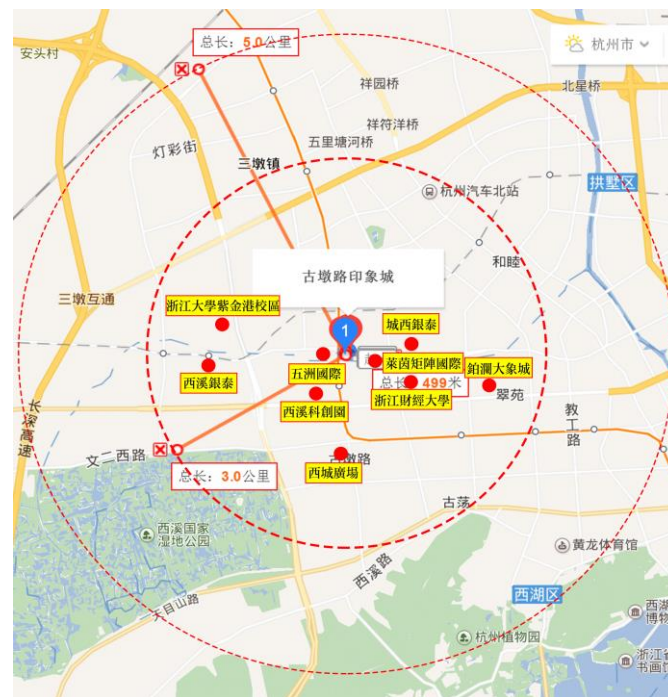 总长：5.0公里
杭州市
安头村
祥园桥
北星桥
祥符洋桥
灯彩街
五里塘河桥
三墩镇
拱墅区
杭州汽车北站
和睦
古墩路印象城
三墩互通
浙江大學紫金港校區
1
城西銀泰
萊茵矩陣國際
鉑瀾大象城
五洲國際
西溪銀泰
总长：499米
翠苑
浙江財經大學
西溪科創園
教工路
长深高速
文二西路
古墩路
西城廣場
总长：3.0公里
古荡
西溪国家
湿地公园
黄龙体育馆
西溪路
西湖区
天目山路
西湖
博物
杭州植物园
浙江省
书画馆